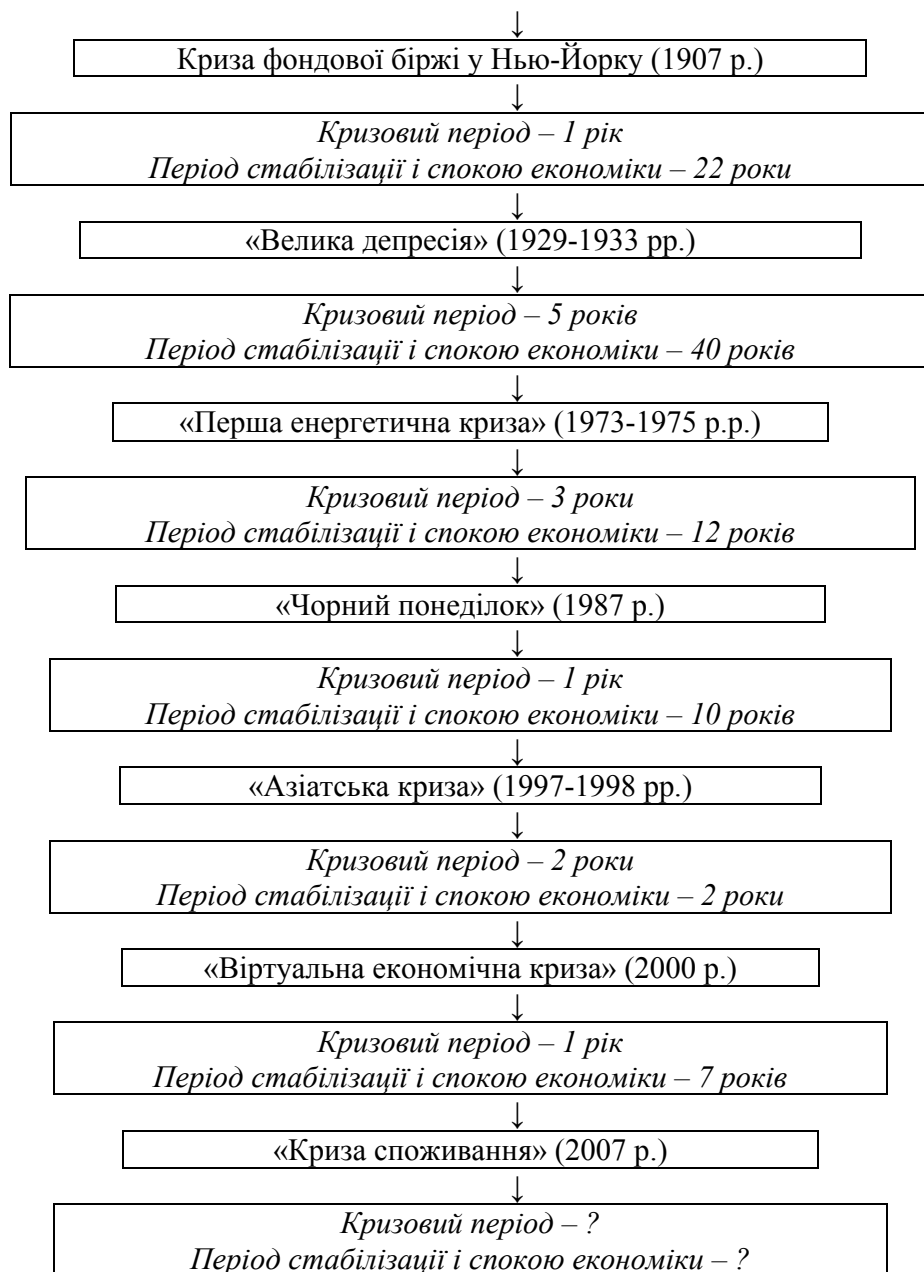 ↓
Криза фондової біржі у Нью-Йорку (1907 р.)
↓
Кризовий період – 1 рік
Період стабілізації і спокою економіки – 22 роки
↓
«Велика депресія» (1929-1933 рр.)
↓
Кризовий період – 5 років
Період стабілізації і спокою економіки – 40 років
↓
«Перша енергетична криза» (1973-1975 р.р.)
↓
Кризовий період – 3 роки
Період стабілізації і спокою економіки – 12 років
↓
«Чорний понеділок» (1987 р.)
↓
Кризовий період – 1 рік
Період стабілізації і спокою економіки – 10 років
↓
«Азіатська криза» (1997-1998 рр.)
↓
Кризовий період – 2 роки
Період стабілізації і спокою економіки – 2 роки
↓
«Віртуальна економічна криза» (2000 р.)
↓
Кризовий період – 1 рік
Період стабілізації і спокою економіки – 7 років
↓
«Криза споживання» (2007 р.)
↓
Кризовий період – ?
Період стабілізації і спокою економіки – ?